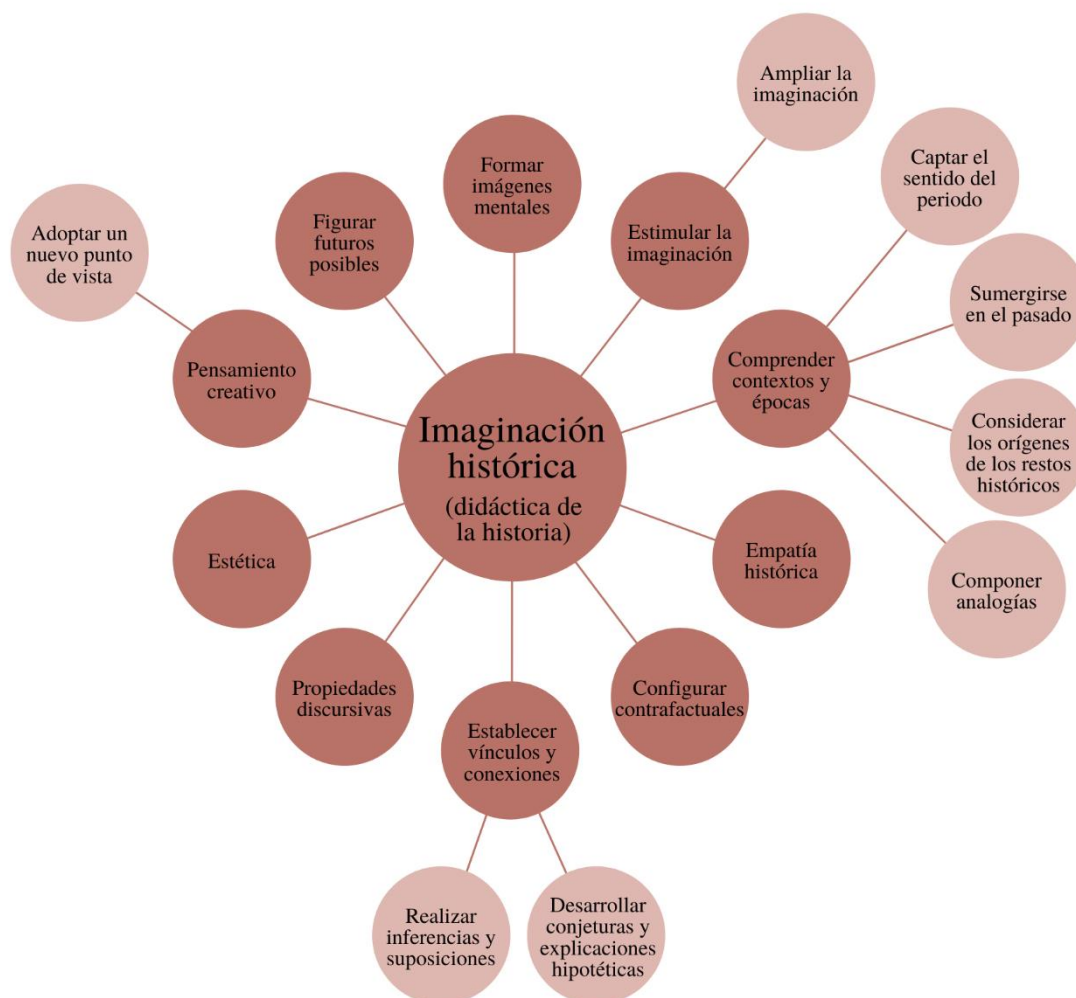 Ampliar la
imaginación
Formar
imágenes
mentales
Captar el
sentido del
periodo
Figurar
futuros
posibles
Estimular la
imaginación
Adoptar un
nuevo punto
de vista
Sumergirse
en el pasado
Pensamiento
creativo
Comprender
contextos y
épocas
Imaginación
histórica
(didáctica de
la historia)
Considerar
los orígenes
de los restos
históricos
Estética
Empatía
histórica
Componer
analogías
Propiedades
discursivas
Configurar
contrafactuales
Establecer
vínculos y
conexiones
Realizar
inferencias y
suposiciones
Desarrollar
conjeturas y
explicaciones
hipotéticas